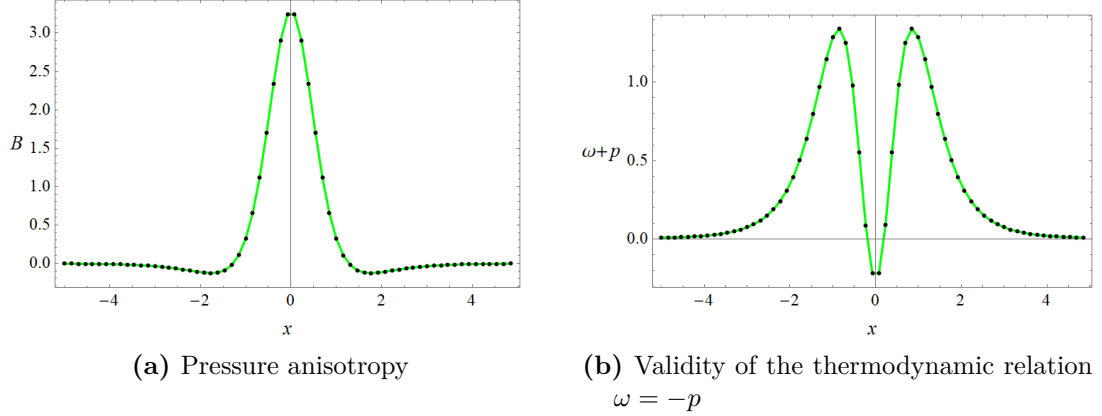 3.0
2.5
2.0
B 1.5
1.0
0.5
0.0
−4 −2 0 2 4
x
(a) Pressure anisotropy
1.0
ω+p 0.5
0.0
−4 −2 0 2 4
x
(b) Validity of the thermodynamic relation
ω = −p